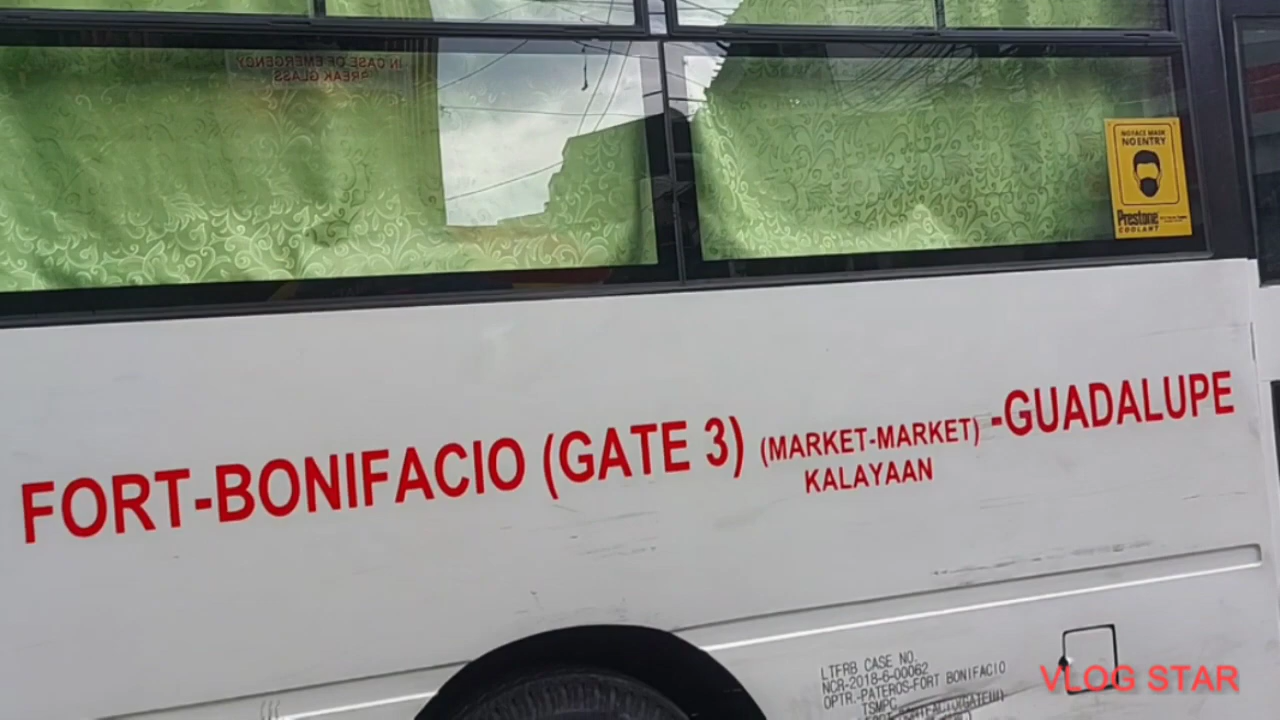 IN CASE OF EMERGENCY
BREAK GLASS
NO FACE MASK
NO ENTRY
Prestone
COOLANT
FORT-BONIFACIO (GATE 3) (MARKET-MARKET) -GUADALUPE
KALAYAAN
LTFRB CASE NO.
NCR-2018-6-00062
OPTR.-PATEROS-FORT BONIFACIO
TSMPC
VLOG STAR